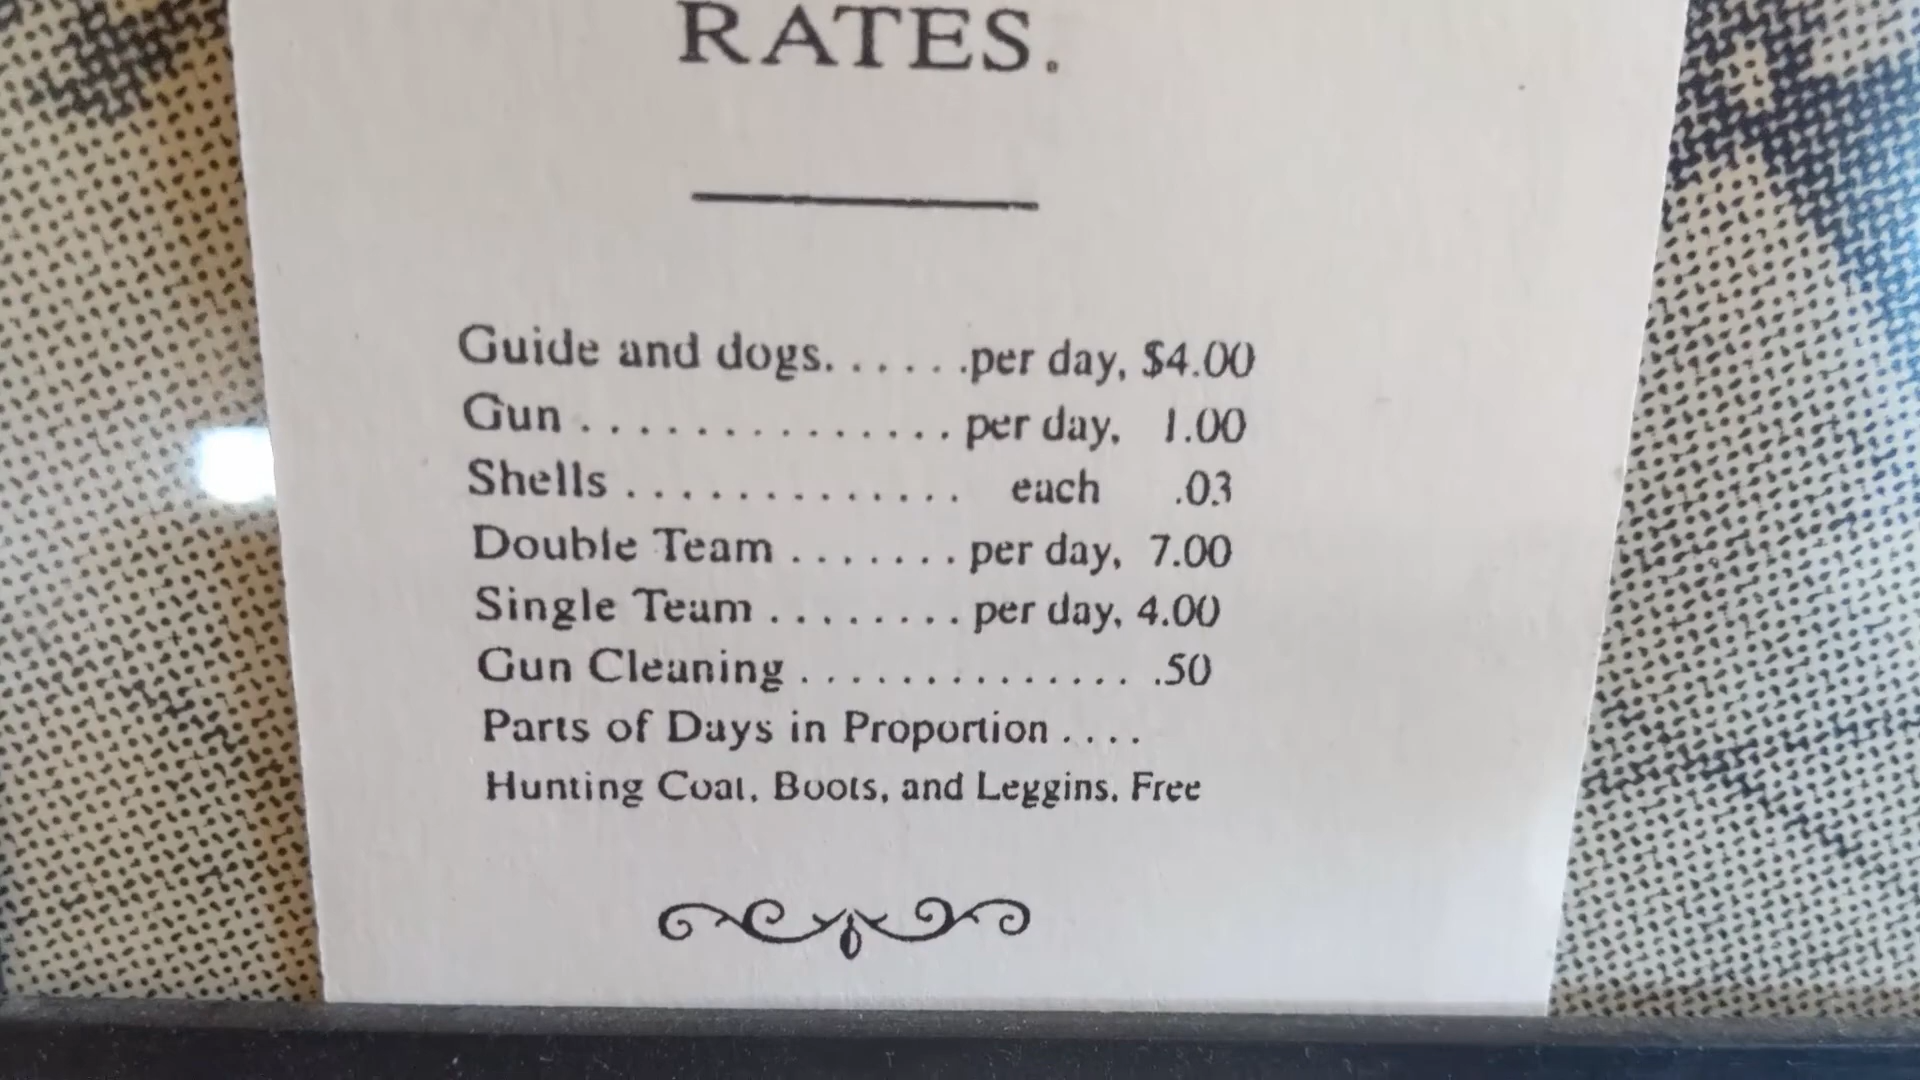 RATES.
Guide and dogs. . . . . . .per day, $4.00
Gun . . . . . . . . . . . . . . per day, 1.00
Shells . . . . . . . . . . . . . each .03
Double Team . . . . . . . per day, 7.00
Single Team . . . . . . . . per day, 4.00
Gun Cleaning . . . . . . . . . . . . . . .50
Parts of Days in Proportion . . . .
Hunting Coat, Boots, and Leggins, Free